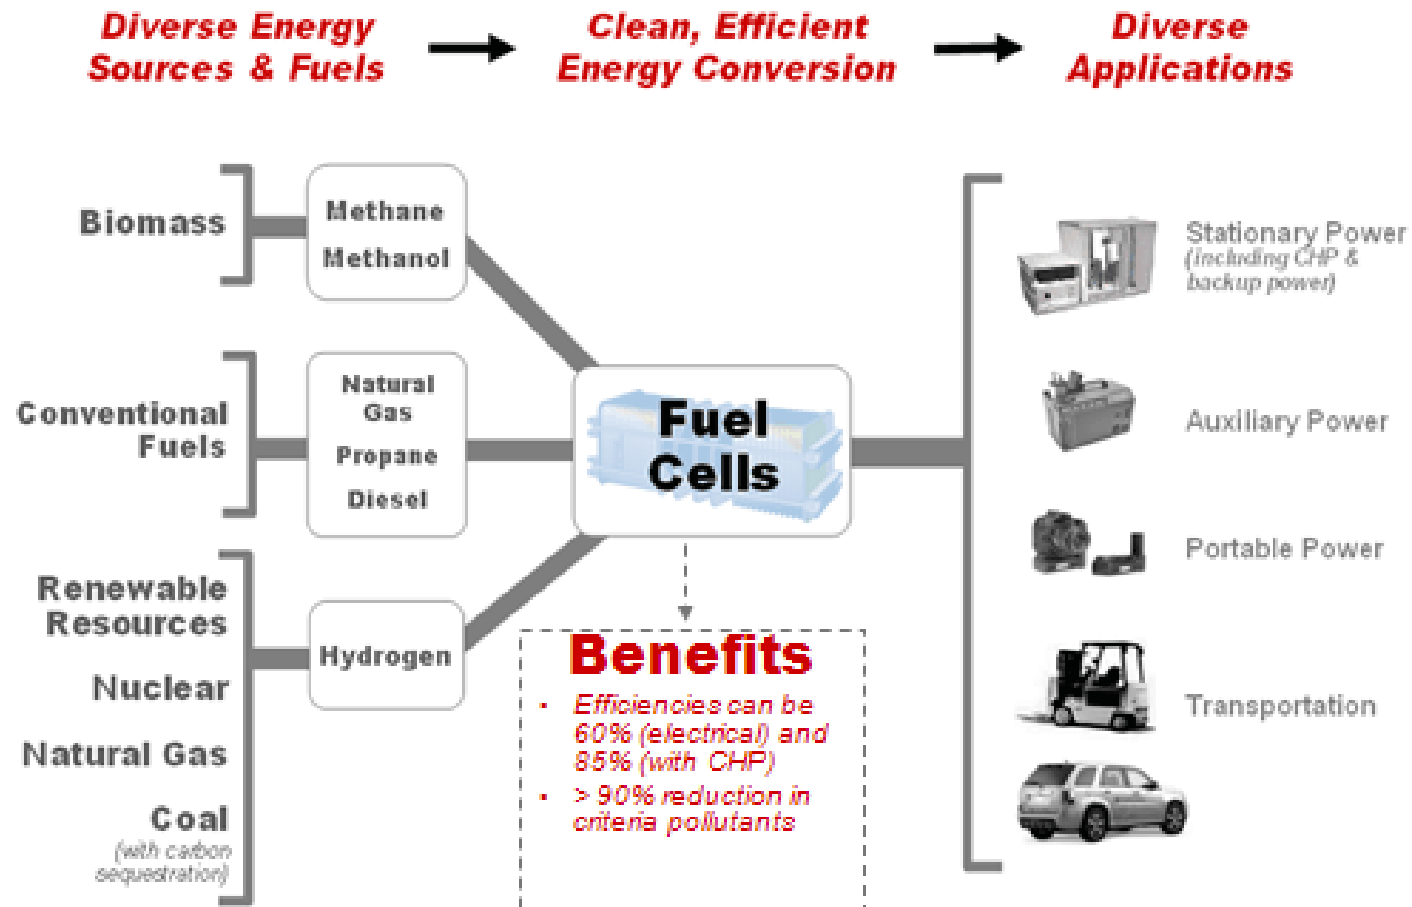 Diverse Energy
Sources & Fuels
Clean, Efficient
Energy Conversion
Diverse
Applications
Biomass
Methane
Methanol
Conventional
Fuels
Natural
Gas
Propane
Diesel
Renewable
Resources
Nuclear
Natural Gas
Coal
(with carbon
sequestration)
Hydrogen
Fuel
Cells
Benefits
• Efficiencies can be
60% (electrical) and
85% (with CHP)
• > 90% reduction in
criteria pollutants
Stationary Power
(including CHP &
backup power)
Auxiliary Power
Portable Power
Transportation